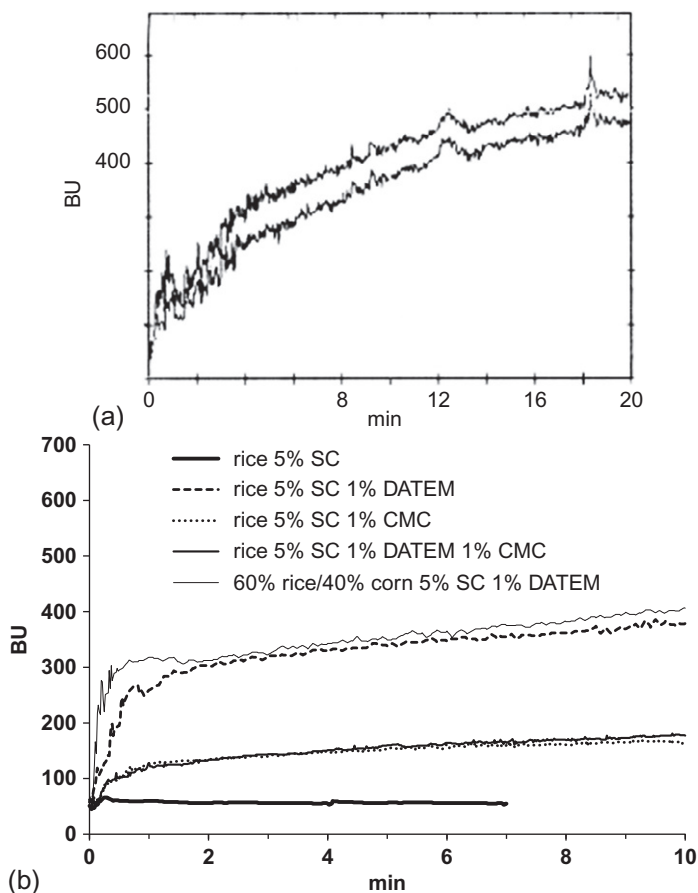 600
500
400
BU
0 8 12 16 20
min
(a)
700
600
500
400
300
200
100
0
BU
rice 5% SC
rice 5% SC 1% DATEM
rice 5% SC 1% CMC
rice 5% SC 1% DATEM 1% CMC
60% rice/40% corn 5% SC 1% DATEM
0 2 4 6 8 10
min
(b)